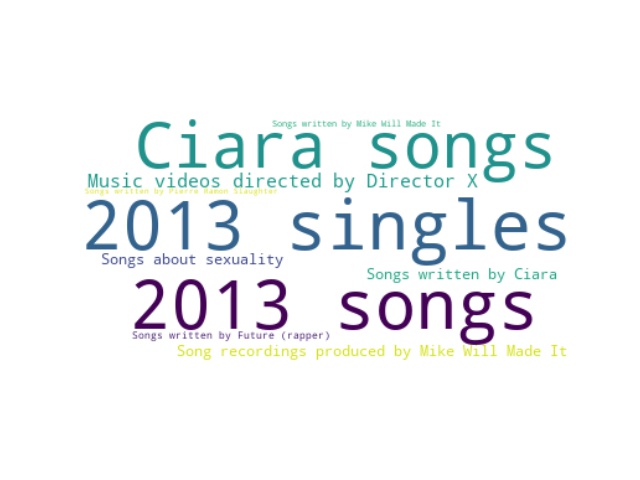 Songs written by Mike Will Made It
Ciara songs
Music videos directed by Director X
Songs written by Pierre Ramon Slaughter
2013 singles
Songs about sexuality
Songs written by Ciara
2013 songs
Songs written by Future (rapper)
Song recordings produced by Mike Will Made It